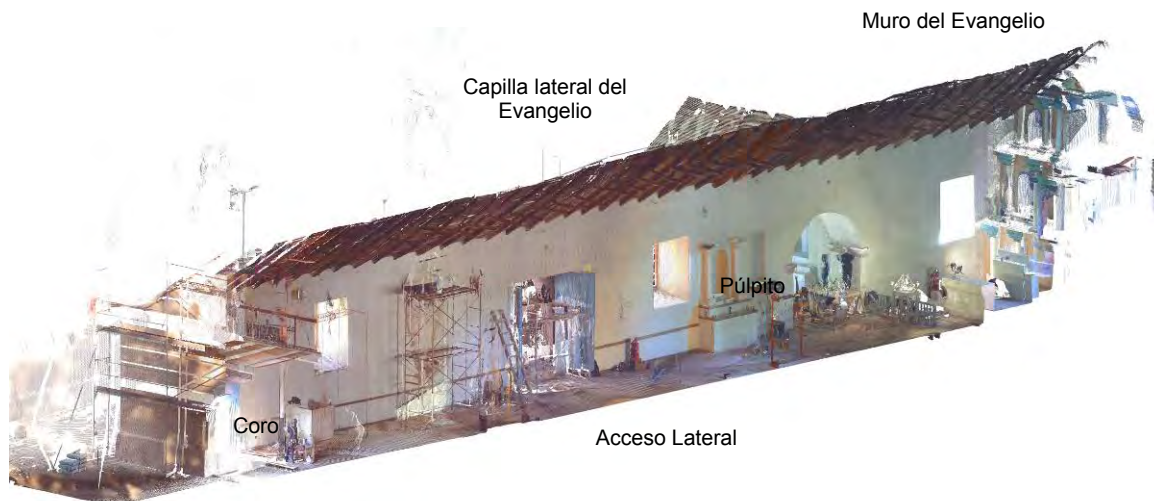 Muro del Evangelio
Capilla lateral del
Evangelio
Púlpito
Coro
Acceso Lateral